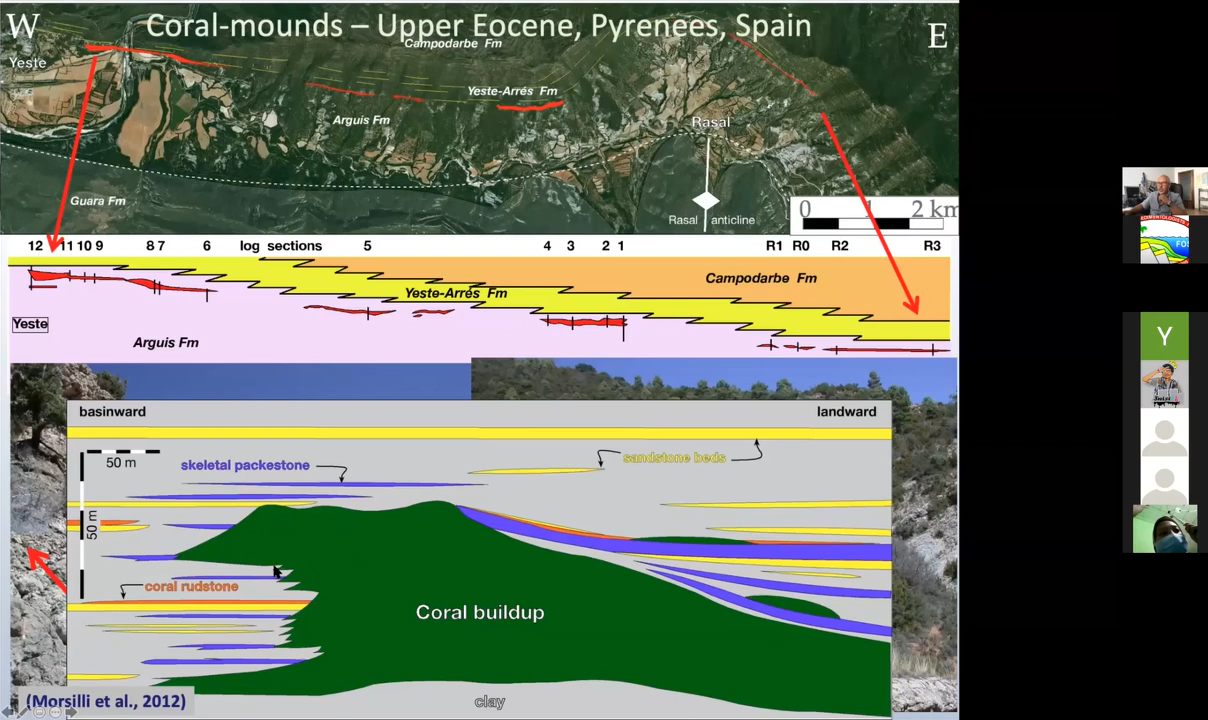 W
Coral-mounds – Upper Eocene, Pyrenees, Spain
E
Campodarbe Fm
Yeste
Yeste-Arrés Fm
Arguis Fm
Rasal
Guara Fm
Rasal anticline
0 1 2 km
12 11 10 9 8 7 6 log sections 5 4 3 2 1 R1 R0 R2 R3
Campodarbe Fm
Yeste-Arrés Fm
Yeste
Arguis Fm
basinward
landward
50 m
skeletal packestone
sandstone beds
50 m
coral rudstone
Coral buildup
(Morsilli et al., 2012)
clay
Y
FOS